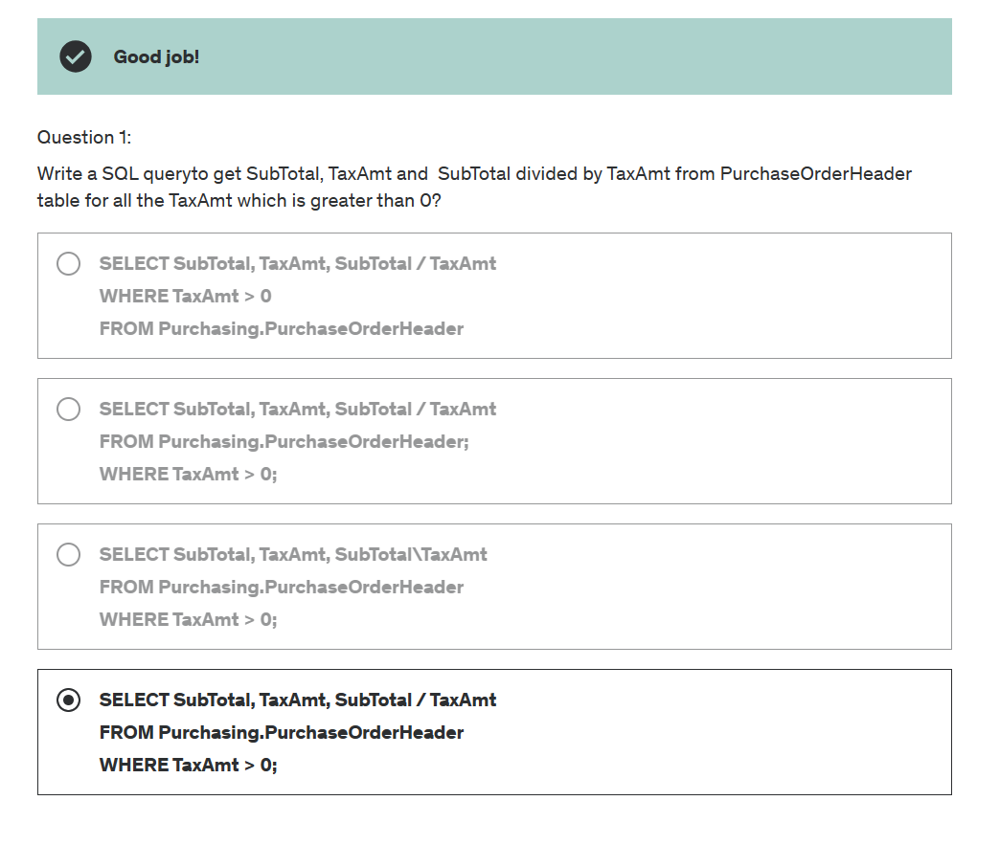 Good job!
Question 1:
Write a SQL queryto get SubTotal, TaxAmt and  SubTotal divided by TaxAmt from PurchaseOrderHeader
table for all the TaxAmt which is greater than 0?
SELECT SubTotal, TaxAmt, SubTotal / TaxAmt
WHERE TaxAmt > 0
FROM Purchasing.PurchaseOrderHeader
SELECT SubTotal, TaxAmt, SubTotal / TaxAmt
FROM Purchasing.PurchaseOrderHeader;
WHERE TaxAmt > 0;
SELECT SubTotal, TaxAmt, SubTotal\TaxAmt
FROM Purchasing.PurchaseOrderHeader
WHERE TaxAmt > 0;
SELECT SubTotal, TaxAmt, SubTotal / TaxAmt
FROM Purchasing.PurchaseOrderHeader
WHERE TaxAmt > 0;